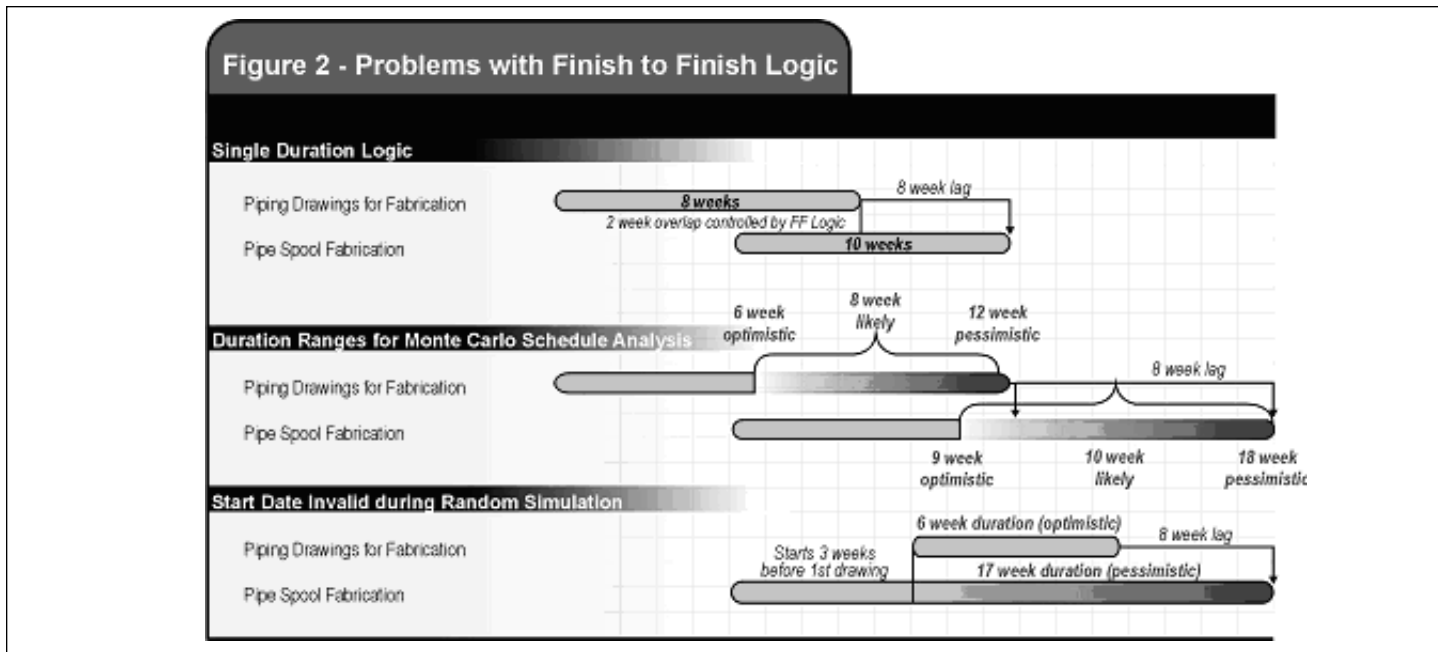 Figure 2 - Problems with Finish to Finish Logic
Single Duration Logic
Piping Drawings for Fabrication
8 weeks
8 week lag
2 week overlap controlled by FF Logic
Pipe Spool Fabrication
10 weeks
6 week
optimistic
8 week
likely
12 week
pessimistic
Duration Ranges for Monte Carlo Schedule Analysis
Piping Drawings for Fabrication
8 week lag
Pipe Spool Fabrication
9 week
optimistic
10 week
likely
18 week
pessimistic
Start Date Invalid during Random Simulation
6 week duration (optimistic)
Piping Drawings for Fabrication
Starts 3 weeks
before 1st drawing
8 week lag
17 week duration (pessimistic)
Pipe Spool Fabrication